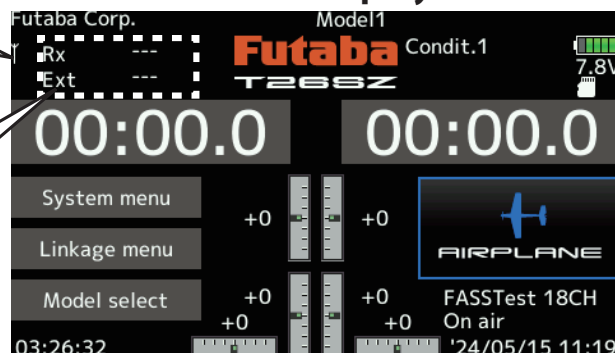 Futaba Corp. Model1
Rx ---
Ext ---
Futaba
T26SZ
Condit.1
7.8V
00:00.0 00:00.0
System menu
+0 +0
Linkage menu
AIRPLANE
Model select
+0 +0
FASSTest 18CH
+0 +0
On air
03:26:32
'24/05/15 11:19